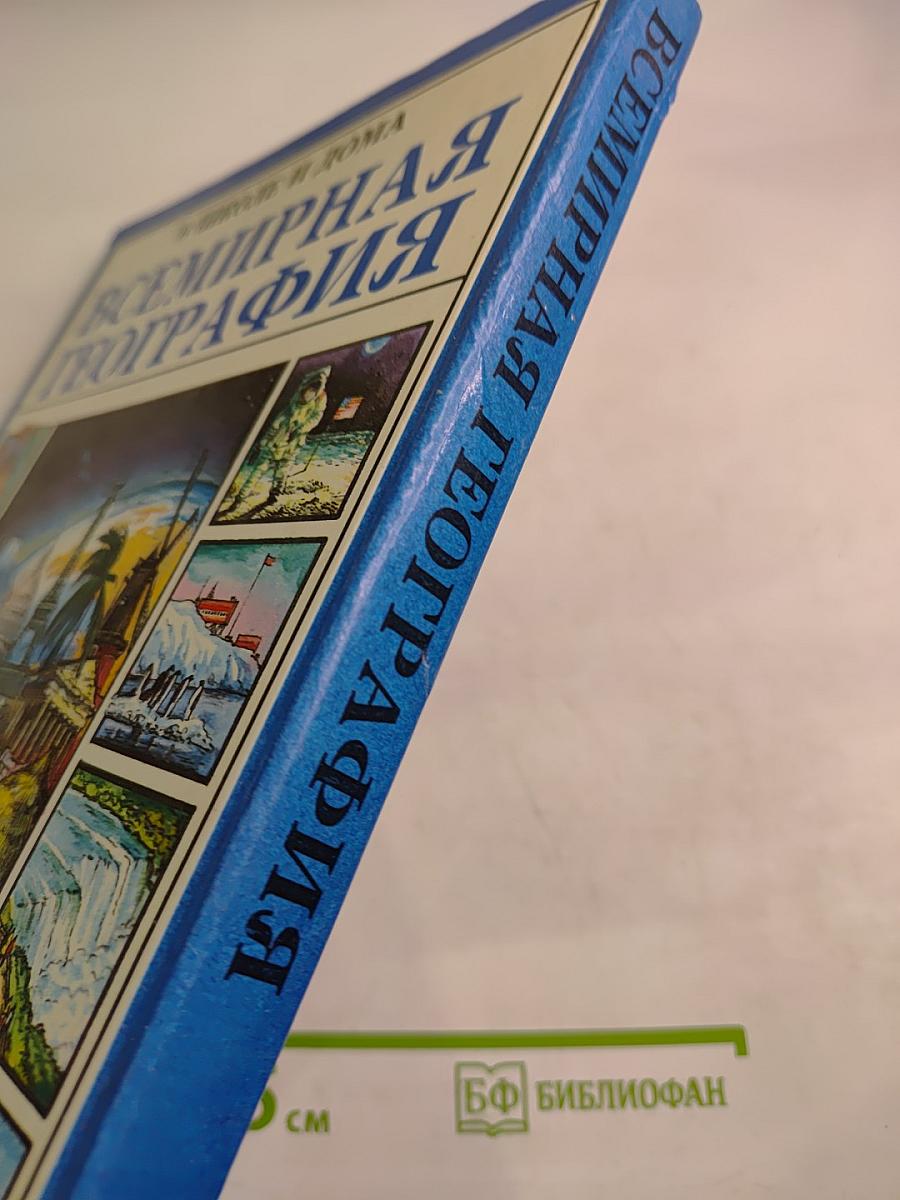 ШКОЛЕ И ДОМА
ВСЕМИРНАЯ
ГЕОГРАФИЯ
ВСЕМИРНАЯ ГЕОГРАФИЯ
см
БФ БИБЛИОФАН